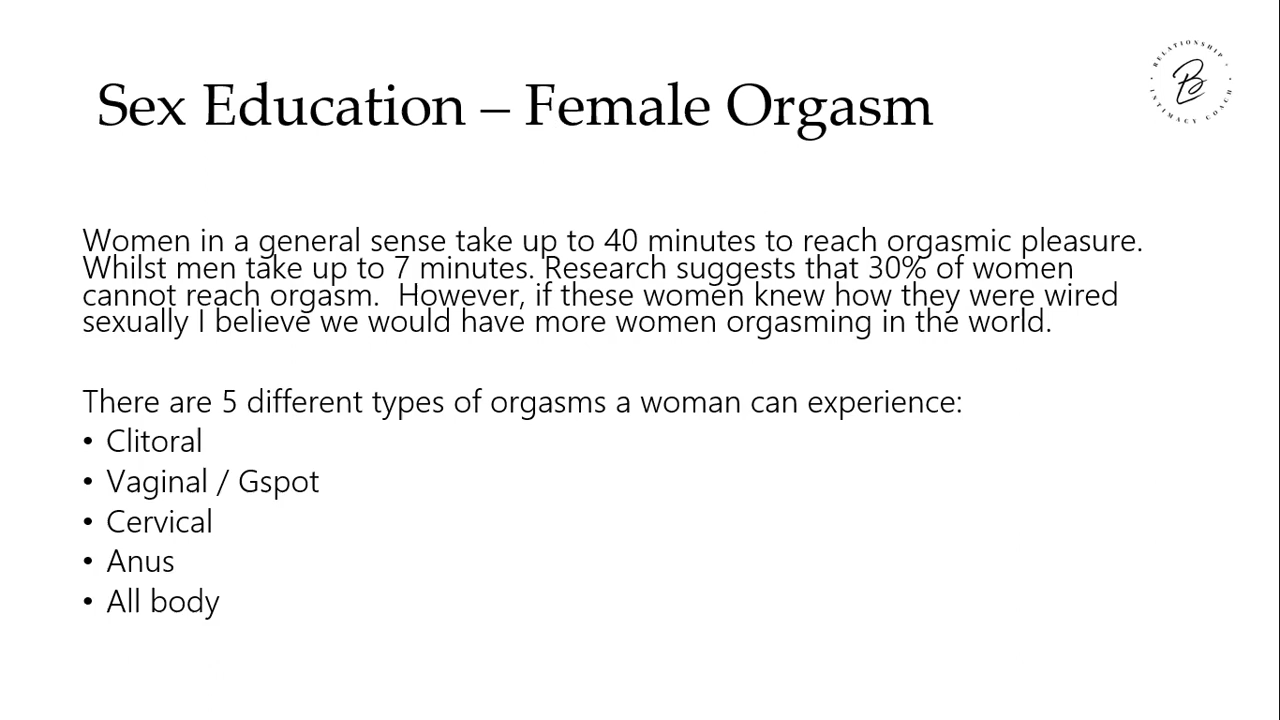 Sex Education – Female Orgasm
RELATIONSHIP + INTIMACY COACH
B
Women in a general sense take up to 40 minutes to reach orgasmic pleasure.
Whilst men take up to 7 minutes. Research suggests that 30% of women
cannot reach orgasm.  However, if these women knew how they were wired
sexually I believe we would have more women orgasming in the world.
There are 5 different types of orgasms a woman can experience:
• Clitoral
• Vaginal / Gspot
• Cervical
• Anus
• All body